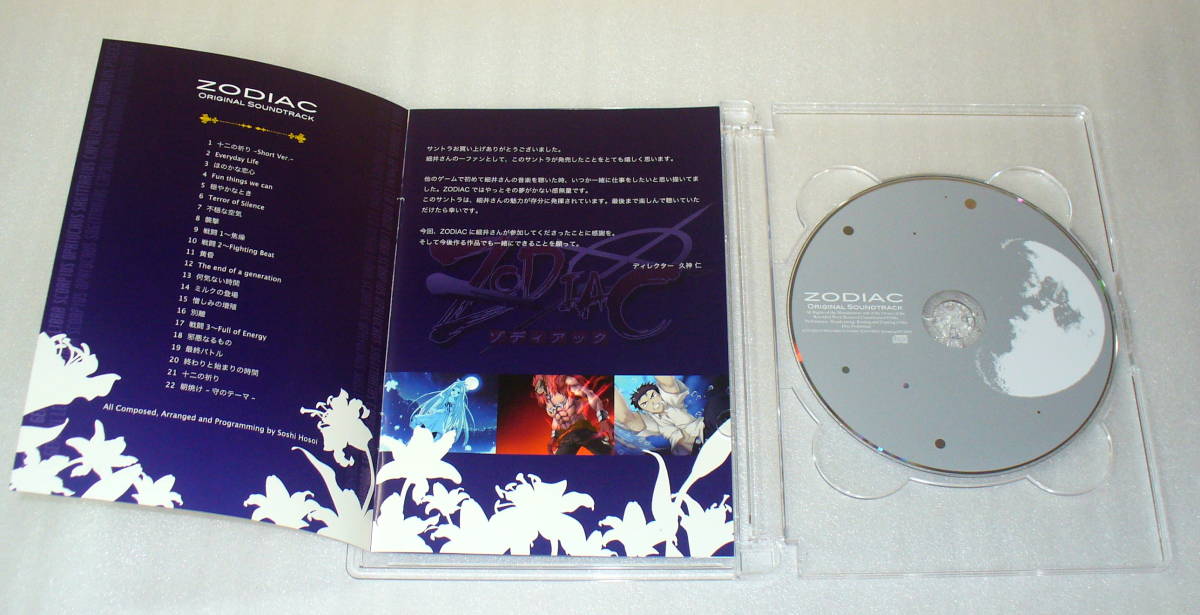 ZODIAC
ORIGINAL SOUNDTRACK
1 十二の祈り -Short Ver.-
2 Everyday Life
3 ほのかな恋心
4 Fun things we can
5 穏やかなとき
6 Terror of Silence
7 不穏な空気
8 襲撃
9 戦闘1~焦燥
10 戦闘2~Fighting Beat
11 黄昏
12 The end of a generation
13 何気ない時間
14 ミルクの登場
15 憎しみの増殖
16 別離
17 戦闘3~Full of Energy
18 邪悪なるもの
19 最終バトル
20 終わりと始まりの時間
21 十二の祈り
22 朝焼け - 守のテーマ -
All Composed, Arranged and Programming by Soshi Hosoi
サントラお買い上げありがとうございました。
細井さんの一ファンとして、このサントラが発売したことをとても嬉しく思います。
他のゲームで初めて細井さんの音楽を聴いた時、いつか一緒に仕事をしたいと思い描いてま
した。ZODIACではやっとその夢がかない感無量です。
このサントラは、細井さんの魅力が存分に発揮されています。最後まで楽しんで聴いていた
だけたら幸いです。
今回、ZODIACに細井さんが参加してくださったことに感謝を。
そして今後作る作品でも一緒にできることを願って。
ディレクター 久神 仁
ZODIAC
ゾディアック
ZODIAC
ORIGINAL SOUNDTRACK